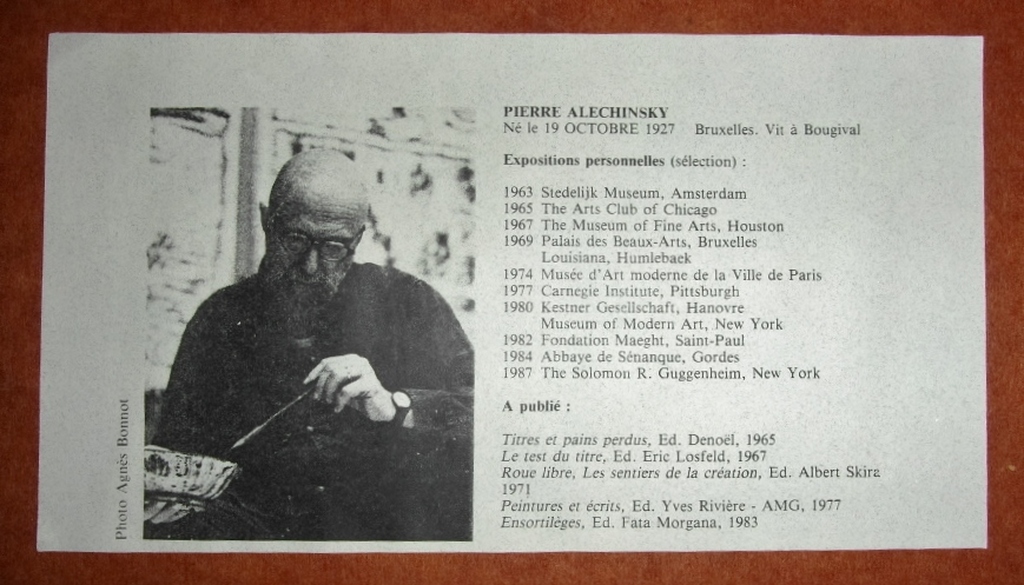 PIERRE ALECHINSKY
Né le 19 OCTOBRE 1927 Bruxelles. Vit à Bougival
Expositions personnelles (sélection) :
1963 Stedelijk Museum, Amsterdam
1965 The Arts Club of Chicago
1967 The Museum of Fine Arts, Houston
1969 Palais des Beaux-Arts, Bruxelles
Louisiana, Humlebaek
1974 Musée d'Art moderne de la Ville de Paris
1977 Carnegie Institute, Pittsburgh
1980 Kestner Gesellschaft, Hanovre
Museum of Modern Art, New York
1982 Fondation Maeght, Saint-Paul
1984 Abbaye de Sénanque, Gordes
1987 The Solomon R. Guggenheim, New York
A publié :
Titres et pains perdus, Ed. Denoël, 1965
Le test du titre, Ed. Eric Losfeld, 1967
Roue libre, Les sentiers de la création, Ed. Albert Skira
1971
Peintures et écrits, Ed. Yves Rivière - AMG, 1977
Ensortilèges, Ed. Fata Morgana, 1983
Photo Agnès Bonnot